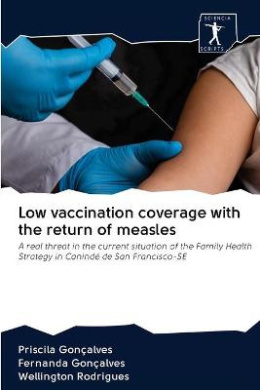 SCIENCIA
SCRIPTS
Low vaccination coverage with
the return of measles
A real threat in the current situation of the Family Health
Strategy in Canindé de San Francisco-SE
Priscila Gonçalves
Fernanda Gonçalves
Wellington Rodrigues